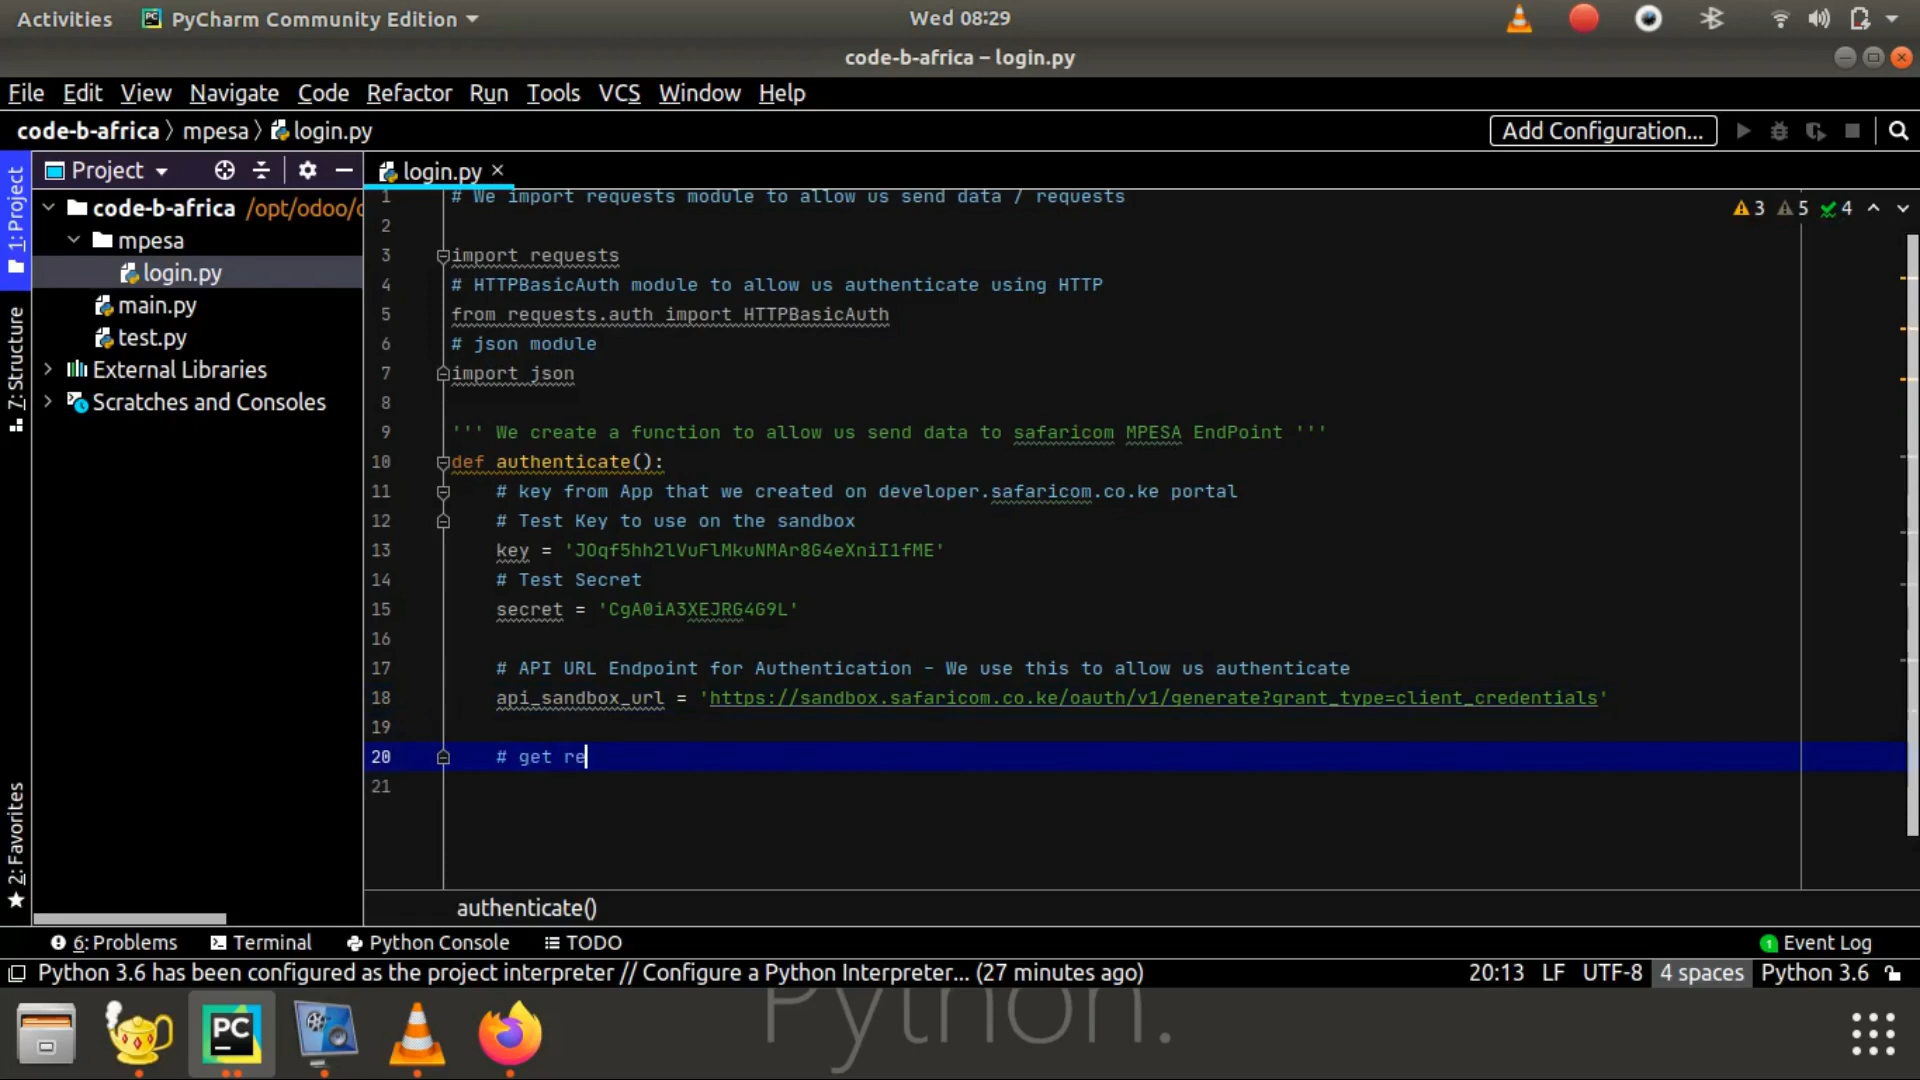 Activities PyCharm Community Edition Wed 08:29
code-b-africa – login.py
File Edit View Navigate Code Refactor Run Tools VCS Window Help
code-b-africa 〉 mpesa 〉 login.py Add Configuration...
1: Project
Project login.py
code-b-africa /opt/odoo/c
mpesa
login.py
main.py
test.py
External Libraries
Scratches and Consoles
7: Structure
2: Favorites
3 5 4
1 # We import requests module to allow us send data / requests
2
3 import requests
4 # HTTPBasicAuth module to allow us authenticate using HTTP
5 from requests.auth import HTTPBasicAuth
6 # json module
7 import json
8
9 ''' We create a function to allow us send data to safaricom MPESA EndPoint '''
10 def authenticate():
11 # key from App that we created on developer.safaricom.co.ke portal
12 # Test Key to use on the sandbox
13 key = 'JOqf5hh2lVuFlMkuNMAr8G4eXniI1fME'
14 # Test Secret
15 secret = 'CgA0iA3XEJRG4G9L'
16
17 # API URL Endpoint for Authentication - We use this to allow us authenticate
18 api_sandbox_url = 'https://sandbox.safaricom.co.ke/oauth/v1/generate?grant_type=client_credentials'
19
20 # get re
21
authenticate()
6: Problems Terminal Python Console TODO 1 Event Log
Python 3.6 has been configured as the project interpreter // Configure a Python Interpreter... (27 minutes ago) 20:13 LF UTF-8 4 spaces Python 3.6
PC
Python.